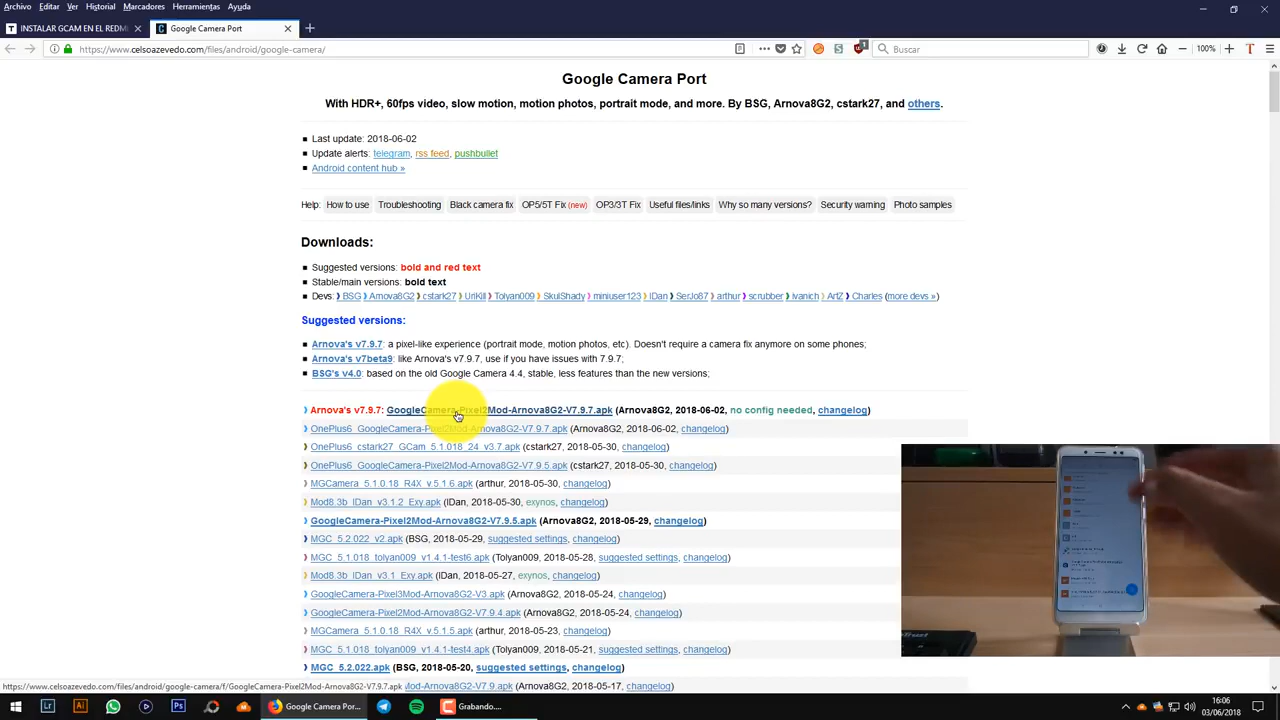 Archivo Editar Ver Historial Marcadores Herramientas Ayuda
INSTALAR GCAM EN EL REDMI
Google Camera Port
https://www.celsoazevedo.com/files/android/google-camera/
Buscar
100%
Google Camera Port
With HDR+, 60fps video, slow motion, motion photos, portrait mode, and more. By BSG, Arnova8G2, cstark27, and others.
Last update: 2018-06-02
Update alerts: telegram, rss feed, pushbullet
Android content hub »
Help: How to use Troubleshooting Black camera fix OP5/5T Fix (new) OP3/3T Fix Useful files/links Why so many versions? Security warning Photo samples
Downloads:
Suggested versions: bold and red text
Stable/main versions: bold text
Devs: BSG Arnova8G2 cstark27 UriKill Tolyan009 SkulShady miniuser123 IDan SerJo87 arthur scrubber ivanich ArtZ Charles (more devs »)
Suggested versions:
Arnova's v7.9.7: a pixel-like experience (portrait mode, motion photos, etc). Doesn't require a camera fix anymore on some phones;
Arnova's v7beta9: like Arnova's v7.9.7, use if you have issues with 7.9.7;
BSG's v4.0: based on the old Google Camera 4.4, stable, less features than the new versions;
Arnova's v7.9.7: GoogleCamera-Pixel2Mod-Arnova8G2-V7.9.7.apk (Arnova8G2, 2018-06-02, no config needed, changelog)
OnePlus6_GoogleCamera-Pixel2Mod-Arnova8G2-V7.9.7.apk (Arnova8G2, 2018-06-02, changelog)
OnePlus6_cstark27_GCam_5.1.018_24_v3.7.apk (cstark27, 2018-05-30, changelog)
OnePlus6_GoogleCamera-Pixel2Mod-Arnova8G2-V7.9.5.apk (cstark27, 2018-05-30, changelog)
MGCamera_5.1.0.18_R4X_v.5.1.6.apk (arthur, 2018-05-30, changelog)
Mod8.3b_IDan_v3.1.2_Exy.apk (IDan, 2018-05-30, exynos, changelog)
GoogleCamera-Pixel2Mod-Arnova8G2-V7.9.5.apk (Arnova8G2, 2018-05-29, changelog)
MGC_5.2.022_v2.apk (BSG, 2018-05-29, suggested settings, changelog)
MGC_5.1.018_tolyan009_v1.4.1-test6.apk (Tolyan009, 2018-05-28, suggested settings, changelog)
Mod8.3b_IDan_v3.1_Exy.apk (IDan, 2018-05-27, exynos, changelog)
GoogleCamera-Pixel3Mod-Arnova8G2-V3.apk (Arnova8G2, 2018-05-24, changelog)
GoogleCamera-Pixel2Mod-Arnova8G2-V7.9.4.apk (Arnova8G2, 2018-05-24, changelog)
MGCamera_5.1.0.18_R4X_v.5.1.5.apk (arthur, 2018-05-23, changelog)
MGC_5.1.018_tolyan009_v1.4.1-test4.apk (Tolyan009, 2018-05-21, suggested settings, changelog)
MGC_5.2.022.apk (BSG, 2018-05-20, suggested settings, changelog)
Mod-Arnova8G2-V7.9.apk (Arnova8G2, 2018-05-17, changelog)
https://www.celsoazevedo.com/files/android/google-camera/f/GoogleCamera-Pixel2Mod-Arnova8G2-V7.9.7.apk
Google Camera Por...
Grabando....
16:06
03/06/2018